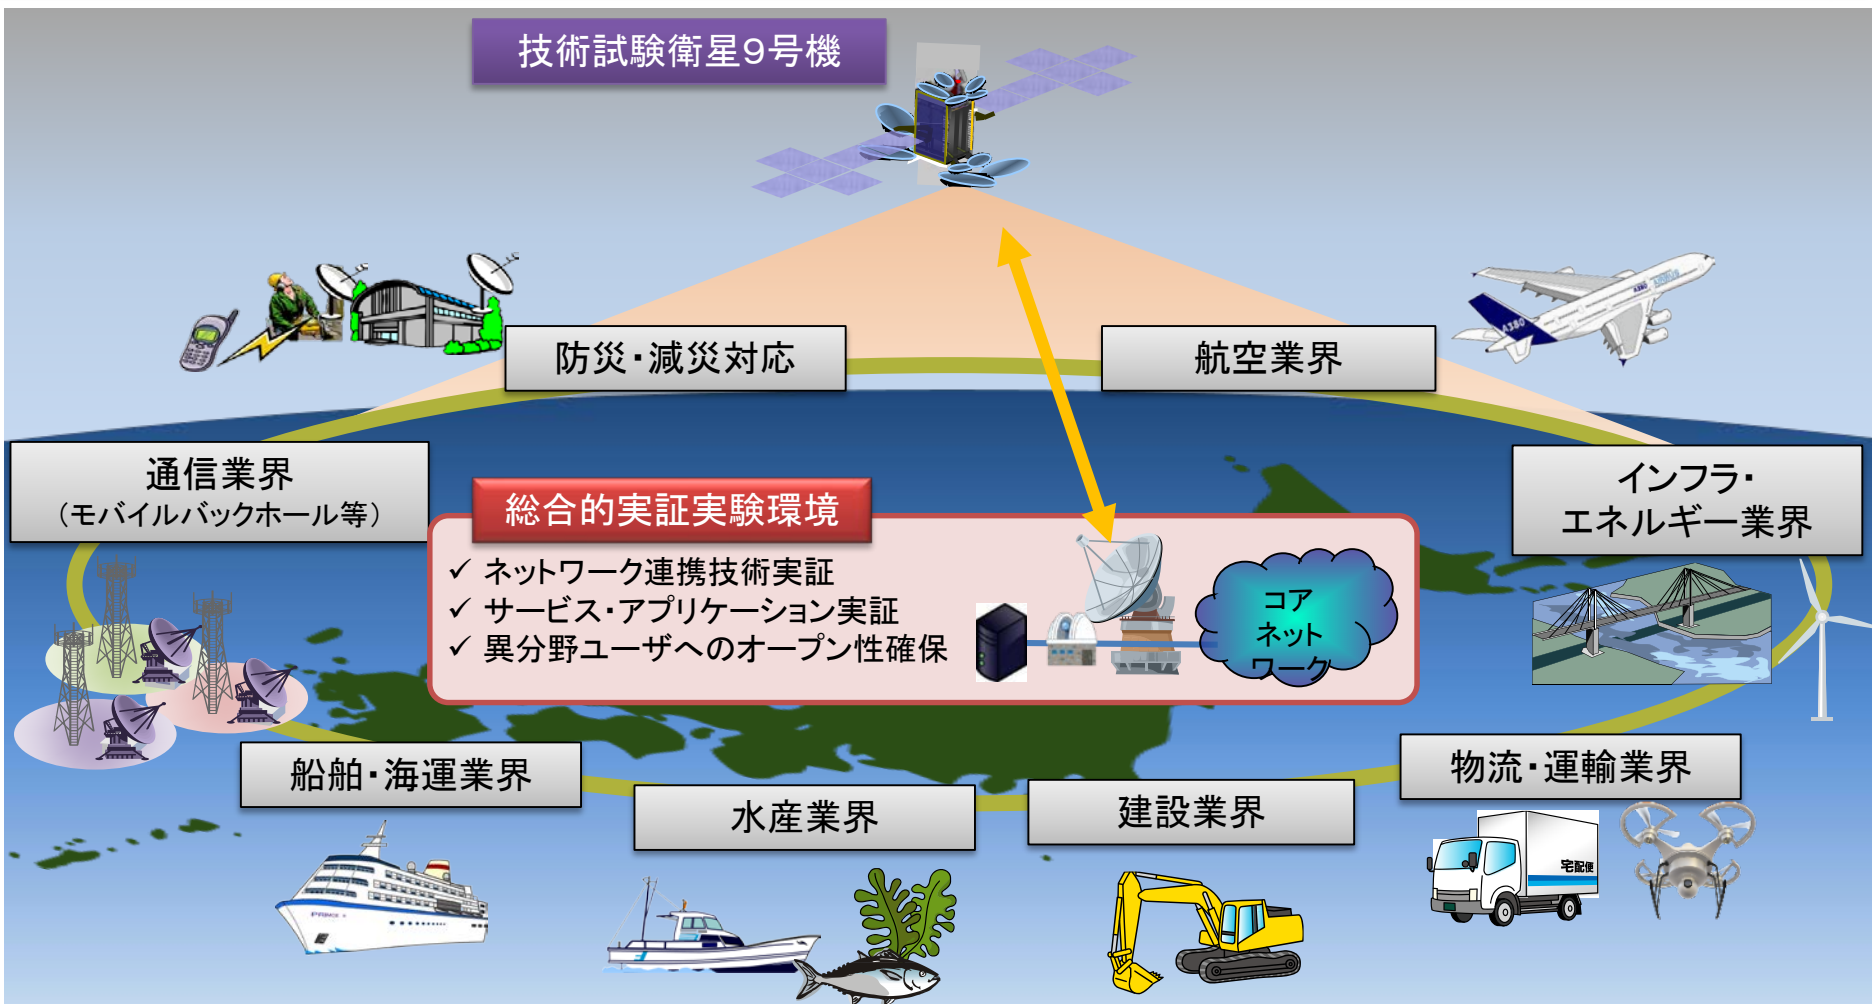 技術試験衛星9号機
防災・減災対応
航空業界
A380
A380
通信業界
（モバイルバックホール等）
インフラ・
エネルギー業界
総合的実証実験環境
✓ ネットワーク連携技術実証
✓ サービス・アプリケーション実証
✓ 異分野ユーザへのオープン性確保
コア
ネット
ワーク
船舶・海運業界
水産業界
建設業界
物流・運輸業界
宅配便